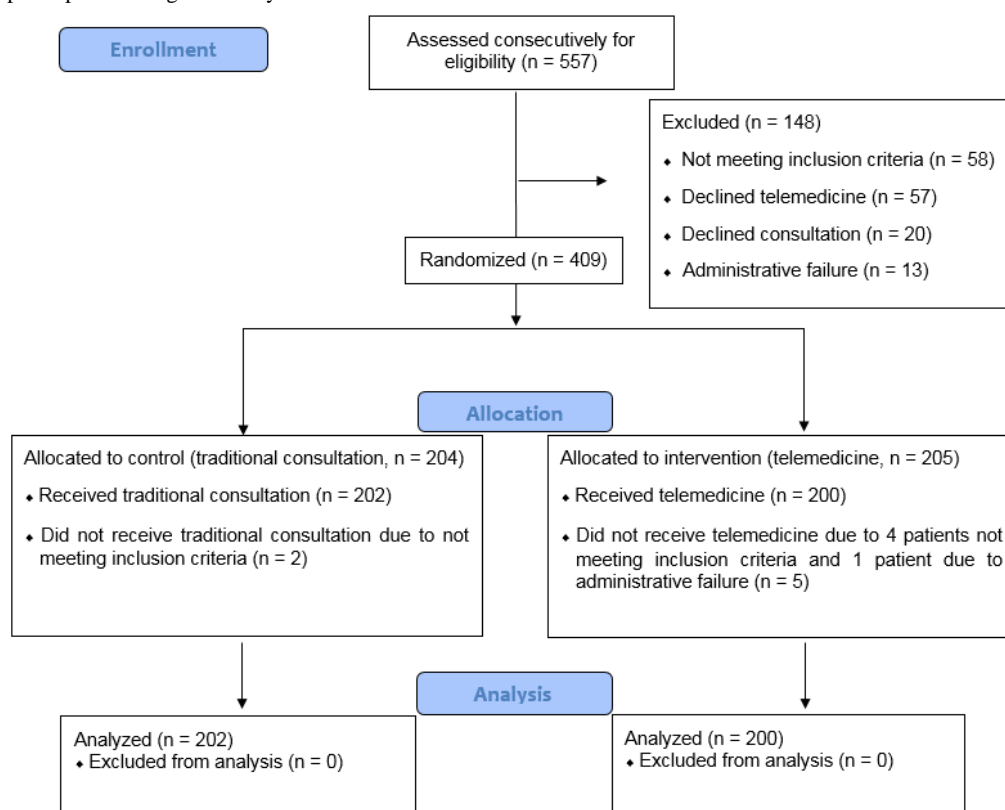 Enrollment
Assessed consecutively for
eligibility (n = 557)
Excluded (n = 148)
⬥ Not meeting inclusion criteria (n = 58)
⬥ Declined telemedicine (n = 57)
⬥ Declined consultation (n = 20)
⬥ Administrative failure (n = 13)
Randomized (n = 409)
Allocation
Allocated to control (traditional consultation, n = 204)
⬥ Received traditional consultation (n = 202)
⬥ Did not receive traditional consultation due to not
meeting inclusion criteria (n = 2)
Allocated to intervention (telemedicine, n = 205)
⬥ Received telemedicine (n = 200)
⬥ Did not receive telemedicine due to 4 patients not
meeting inclusion criteria and 1 patient due to
administrative failure (n = 5)
Analysis
Analyzed (n = 202)
⬥ Excluded from analysis (n = 0)
Analyzed (n = 200)
⬥ Excluded from analysis (n = 0)